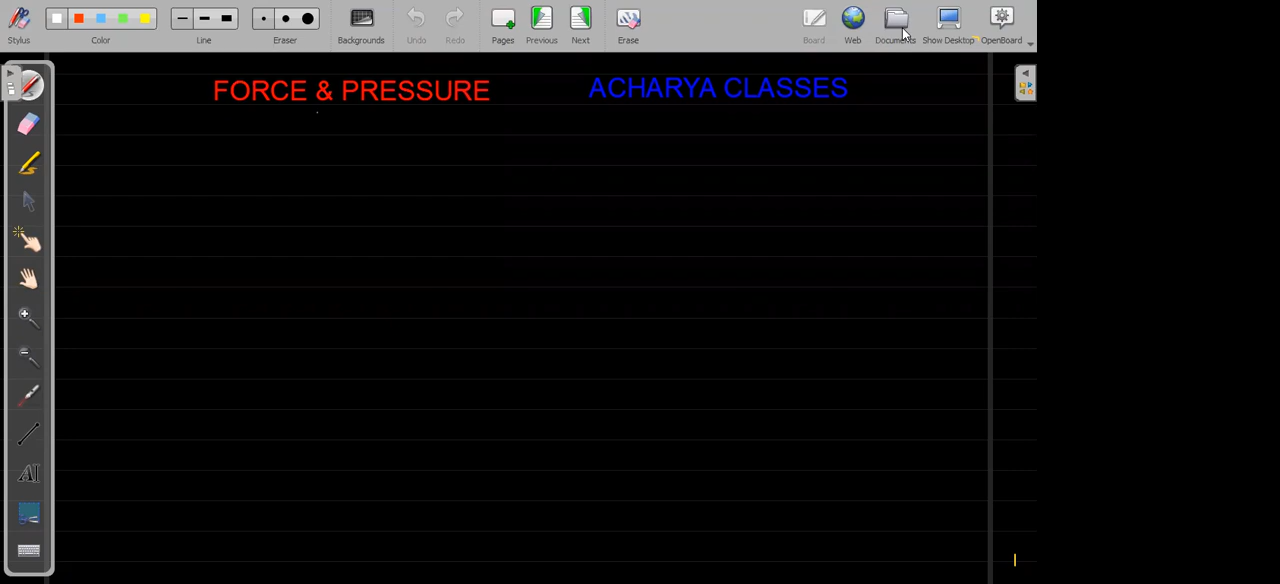 Stylus Color Line Eraser Backgrounds Undo Redo Pages Previous Next Erase Board Web Documents Show Desktop OpenBoard
FORCE & PRESSURE ACHARYA CLASSES